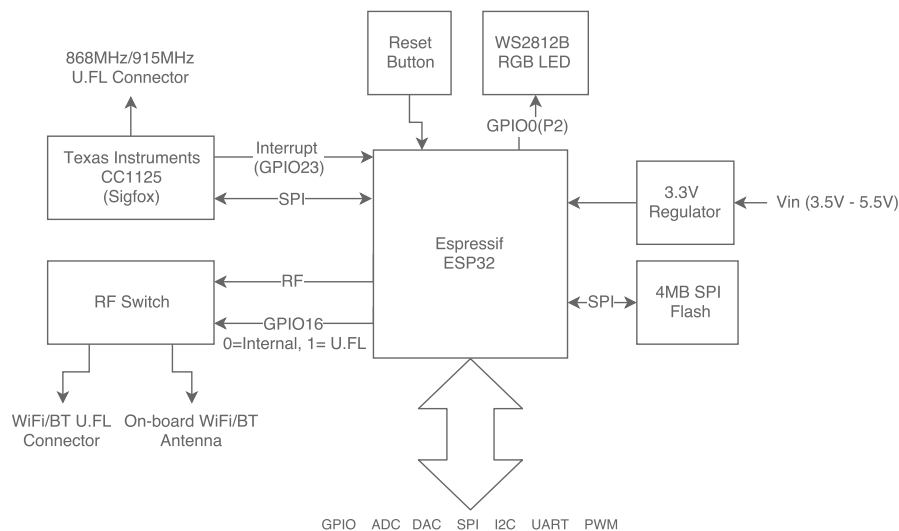 868MHz/915MHz
U.FL Connector
Reset
Button
WS2812B
RGB LED
GPIO0(P2)
Texas Instruments
CC1125
(Sigfox)
Interrupt
(GPIO23)
SPI
Espressif
ESP32
3.3V
Regulator
Vin (3.5V - 5.5V)
RF Switch
RF
GPIO16
0=Internal, 1= U.FL
SPI
4MB SPI
Flash
WiFi/BT U.FL
Connector
On-board WiFi/BT
Antenna
GPIO ADC DAC SPI I2C UART PWM